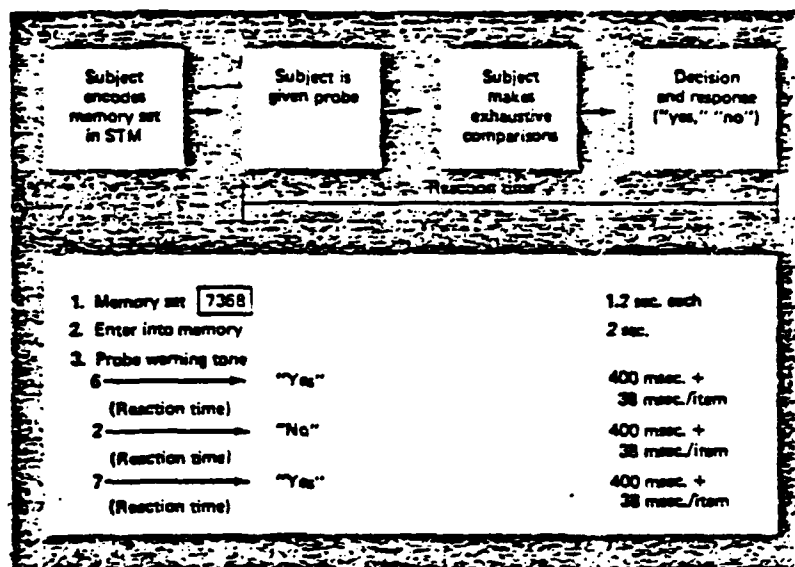 Subject
encodes
memory set
in STM
Subject is
given probe
Subject
makes
exhaustive
comparisons
Decision
and response
("yes," "no")
Reaction time
1. Memory set 7368 1.2 sec. each
2. Enter into memory 2 sec.
3. Probe warning tone
6 "Yes" 400 msec. +
(Reaction time) 38 msec./item
2 "No" 400 msec. +
(Reaction time) 38 msec./item
7 "Yes" 400 msec. +
(Reaction time) 38 msec./item